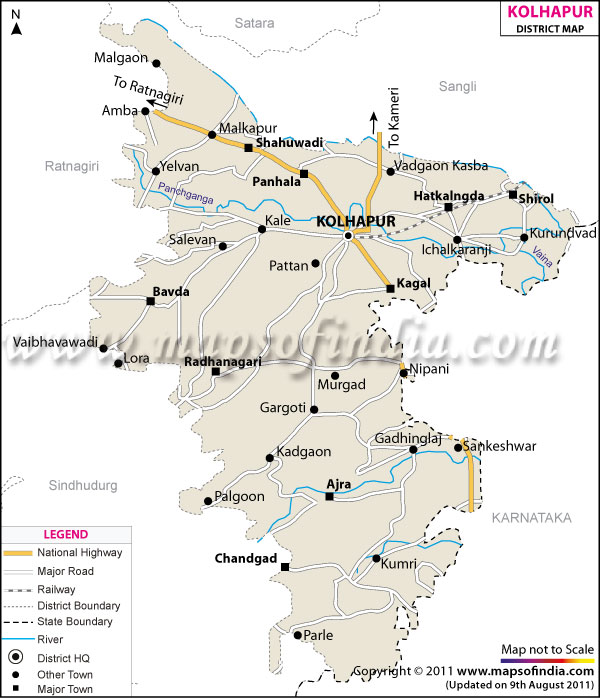 KOLHAPUR
DISTRICT MAP
N
Satara
Malgaon
To Ratnagiri
Sangli
Amba
To Kameri
Malkapur
Shahuwadi
Ratnagiri
Yelvan
Panhala
Vadgaon Kasba
Panchganga
Hatkalngda
Shirol
Kale
KOLHAPUR
Salevan
Ichalkaranji
Kurundvad
Vaina
Pattan
Bavda
Kagal
www.mapsofindia.com
Vaibhavawadi
Lora
Radhanagari
Murgad
Nipani
Gargoti
Gadhinglaj
Sankeshwar
Kadgaon
Sindhudurg
Ajra
Palgoon
KARNATAKA
LEGEND
National Highway
Major Road
Railway
District Boundary
State Boundary
River
District HQ
Other Town
Major Town
Chandgad
Kumri
Parle
Map not to Scale
Copyright © 2011 www.mapsofindia.com
(Updated on 9th August 2011)